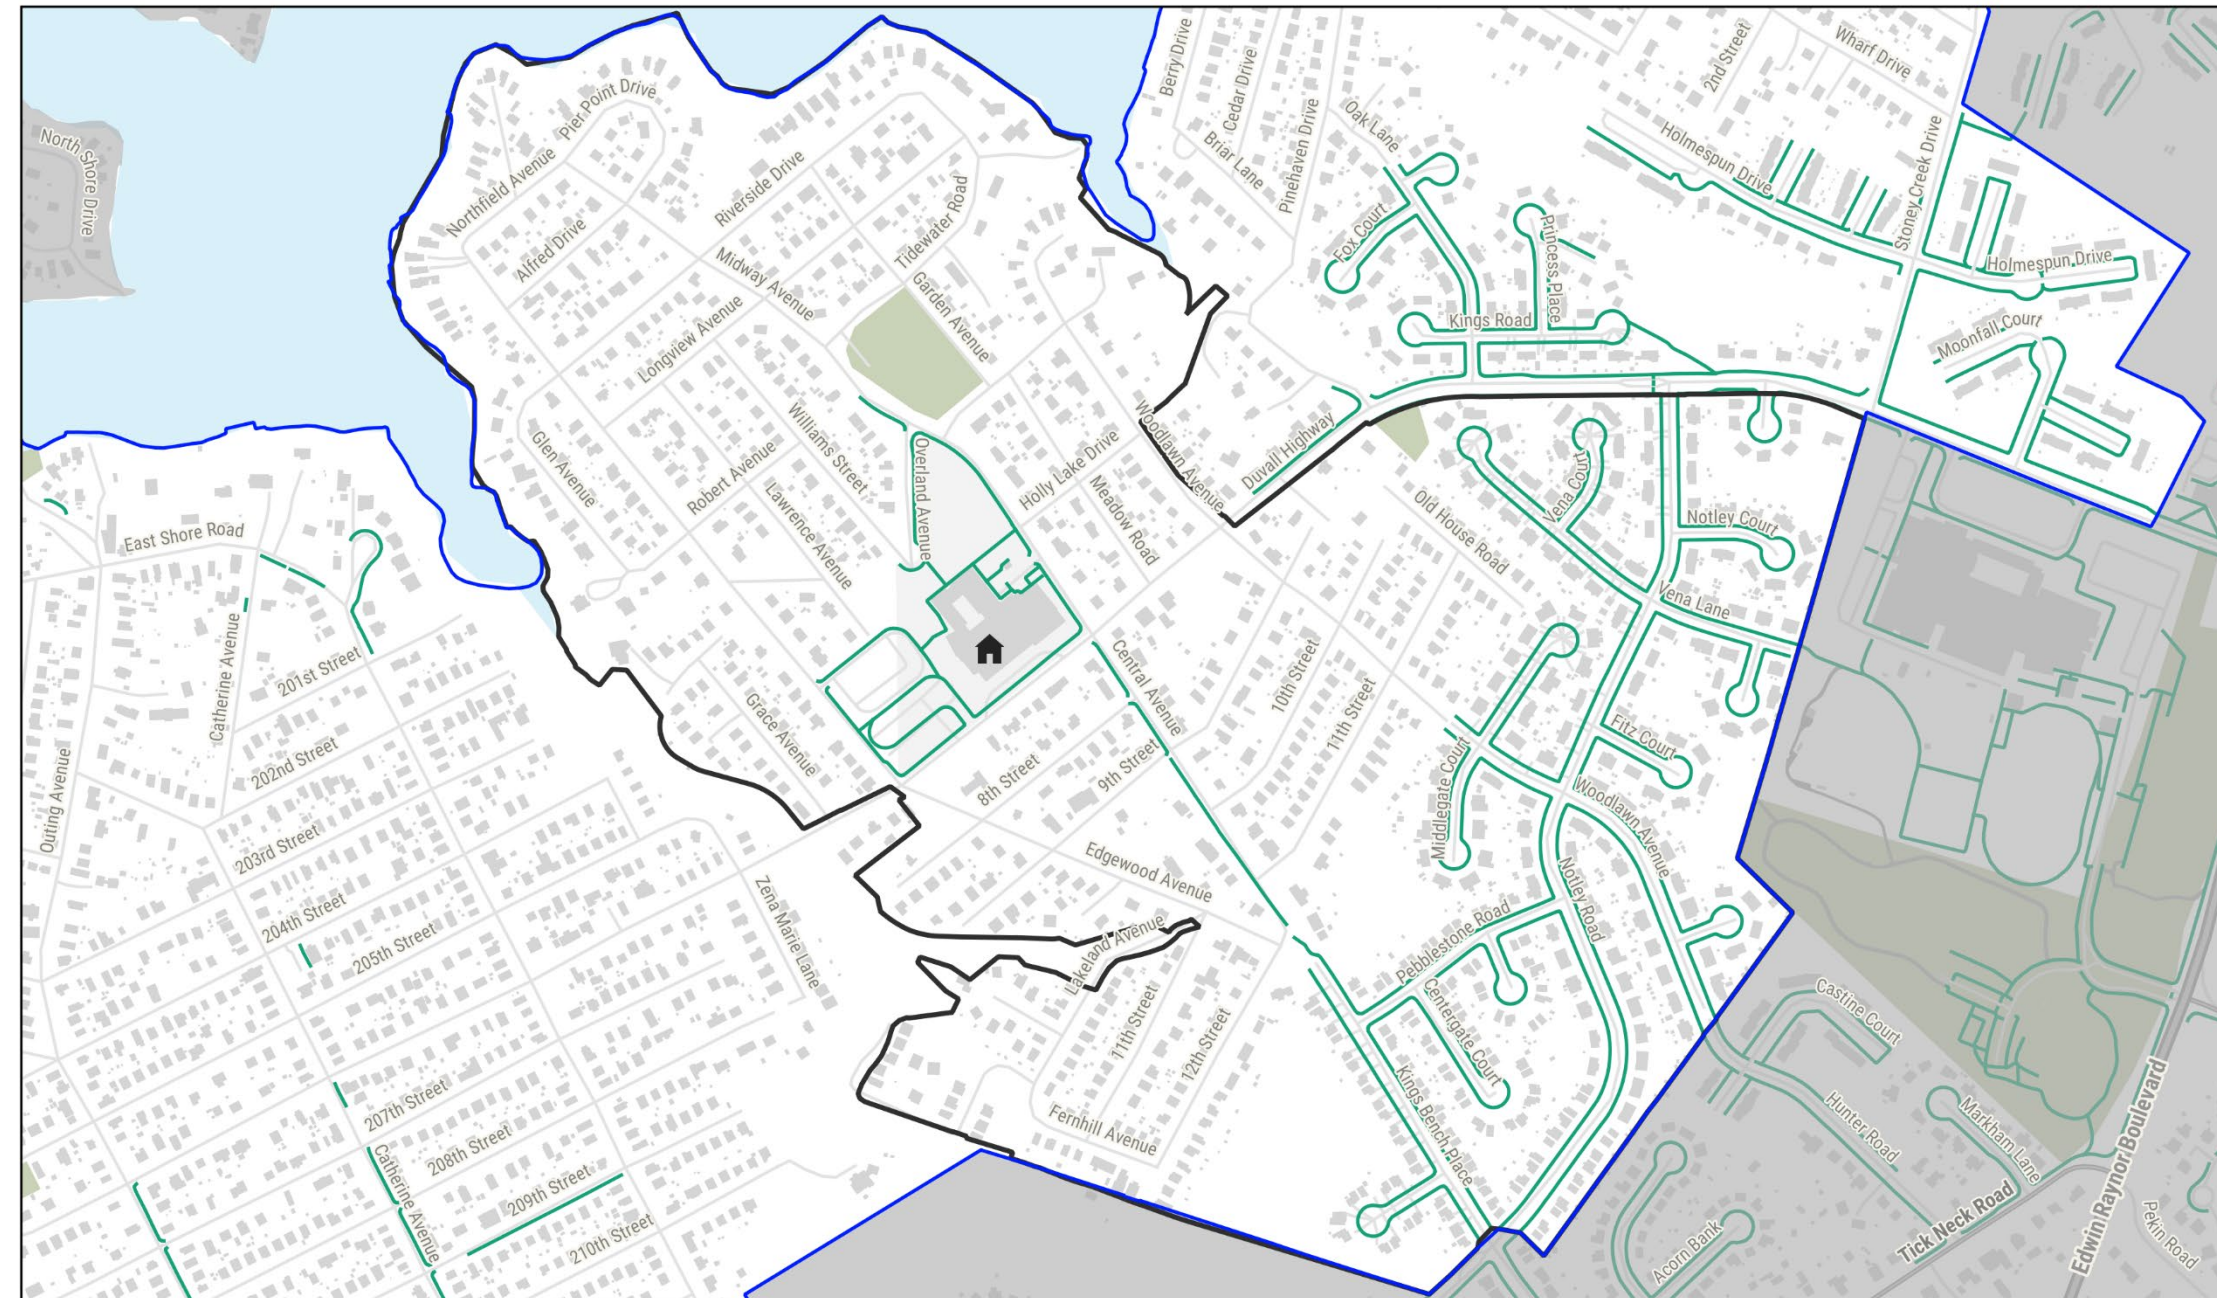 Berry Drive
Cedar Drive
Pinehaven Drive
Briar Lane
Oak Lane
2nd Street
Wharf Drive
North Shore Drive
Pier Point Drive
Northfield Avenue
Alfred Drive
Riverside Drive
Tidewater Road
Midway Avenue
Garden Avenue
Longview Avenue
Fox Court
Princess Place
Kings Road
Holmespun Drive
Stoney Creek Drive
Holmespun Drive
Moonfall Court
Glen Avenue
Robert Avenue
Williams Street
Lawrence Avenue
Overland Avenue
Holly Lake Drive
Meadow Road
Woodlawn Avenue
Duvall Highway
Old House Road
Vena Court
Notley Court
Vena Lane
East Shore Road
Catherine Avenue
201st Street
202nd Street
Outing Avenue
203rd Street
204th Street
205th Street
Grace Avenue
Central Avenue
10th Street
11th Street
8th Street
9th Street
Middlegate Court
Fitz Court
Woodlawn Avenue
Notley Road
Edgewood Avenue
Zena Marie Lane
Lakeland Avenue
Pebblestone Road
Centergate Court
11th Street
12th Street
Fernhill Avenue
Kings Bench Place
Castine Court
Hunter Road
Markham Lane
Edwin Raynor Boulevard
Tick Neck Road
Pekin Road
Acorn Bank
207th Street
208th Street
Catherine Avenue
209th Street
210th Street